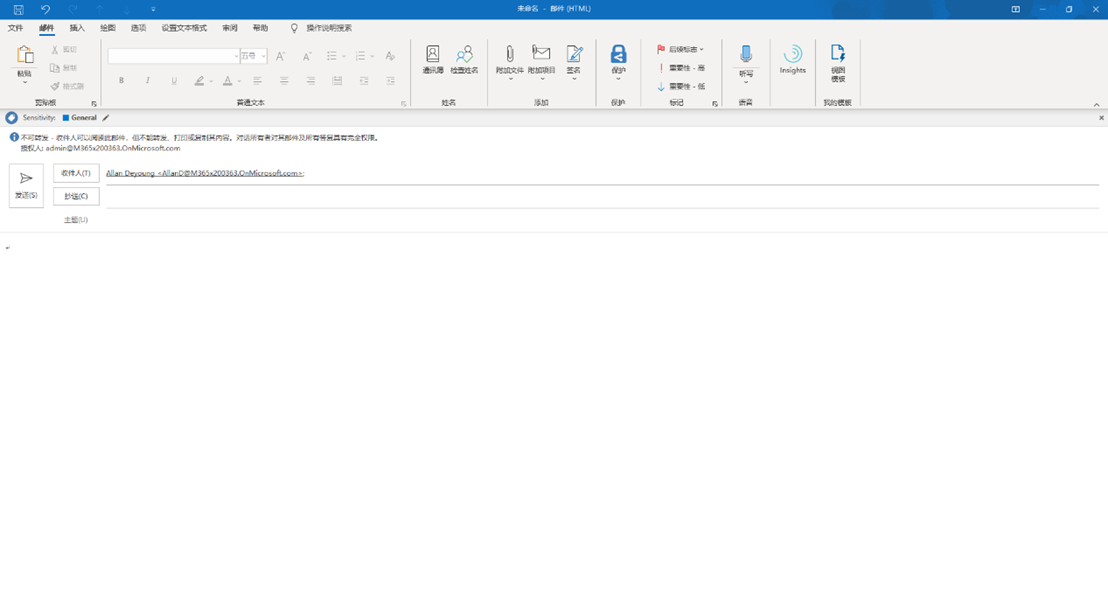 未命名 - 邮件 (HTML)
文件 邮件 插入 绘图 选项 设置文本格式 审阅 帮助 操作说明搜索
粘贴 剪切 复制 格式刷
五号
B I U
通讯簿 检查姓名 附加文件 附加项目 签名 保护
后续标志
重要性 - 高
重要性 - 低
听写 Insights 视图模板
剪贴板 普通文本 姓名 添加 保护 标记 语音 我的模板
Sensitivity: General
不可转发 - 收件人可以阅读此邮件，但不能转发、打印或复制其内容。对话所有者对其邮件及所有答复具有完全权限。
授权人: admin@M365x200363.OnMicrosoft.com
发送(S)
收件人(T) Allan Deyoung <AllanD@M365x200363.OnMicrosoft.com>;
抄送(C)
主题(U)